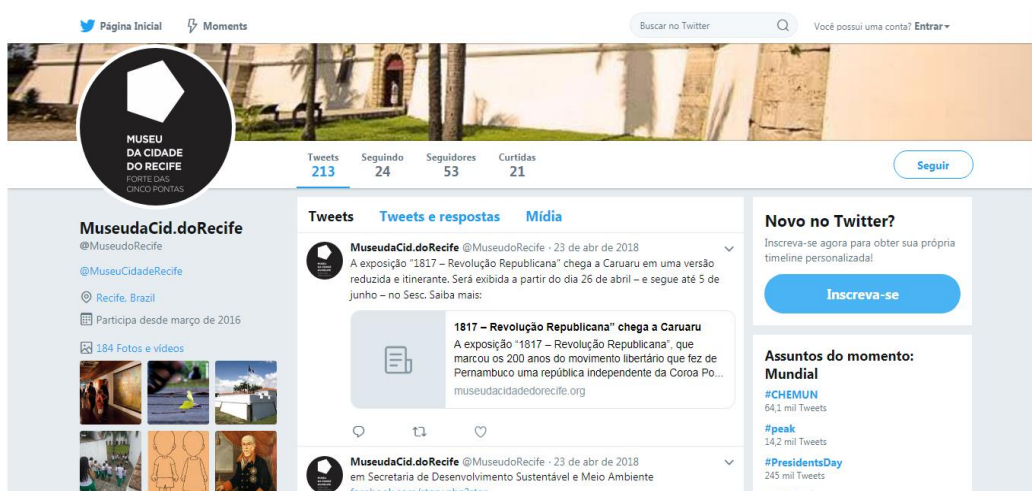 Página Inicial
Moments
Buscar no Twitter
Você possui uma conta? Entrar
MUSEU
DA CIDADE
DO RECIFE
FORTE DAS
CINCO PONTAS
Tweets
213
Seguindo
24
Seguidores
53
Curtidas
21
Seguir
MuseudaCid.doRecife
@MuseudoRecife
@MuseuCidadeRecife
Recife, Brazil
Participa desde março de 2016
184 Fotos e vídeos
Tweets Tweets e respostas Mídia
MuseudaCid.doRecife @MuseudoRecife · 23 de abr de 2018
A exposição "1817 – Revolução Republicana" chega a Caruaru em uma versão
reduzida e itinerante. Será exibida a partir do dia 26 de abril – e segue até 5 de
junho – no Sesc. Saiba mais:
1817 – Revolução Republicana" chega a Caruaru
A exposição "1817 – Revolução Republicana", que
marcou os 200 anos do movimento libertário que fez de
Pernambuco uma república independente da Coroa Po...
museudacidadedorecife.org
MuseudaCid.doRecife @MuseudoRecife · 23 de abr de 2018
em Secretaria de Desenvolvimento Sustentável e Meio Ambiente
Novo no Twitter?
Inscreva-se agora para obter sua própria
timeline personalizada!
Inscreva-se
Assuntos do momento:
Mundial
#CHEMUN
64,1 mil Tweets
#peak
14,2 mil Tweets
#PresidentsDay
245 mil Tweets